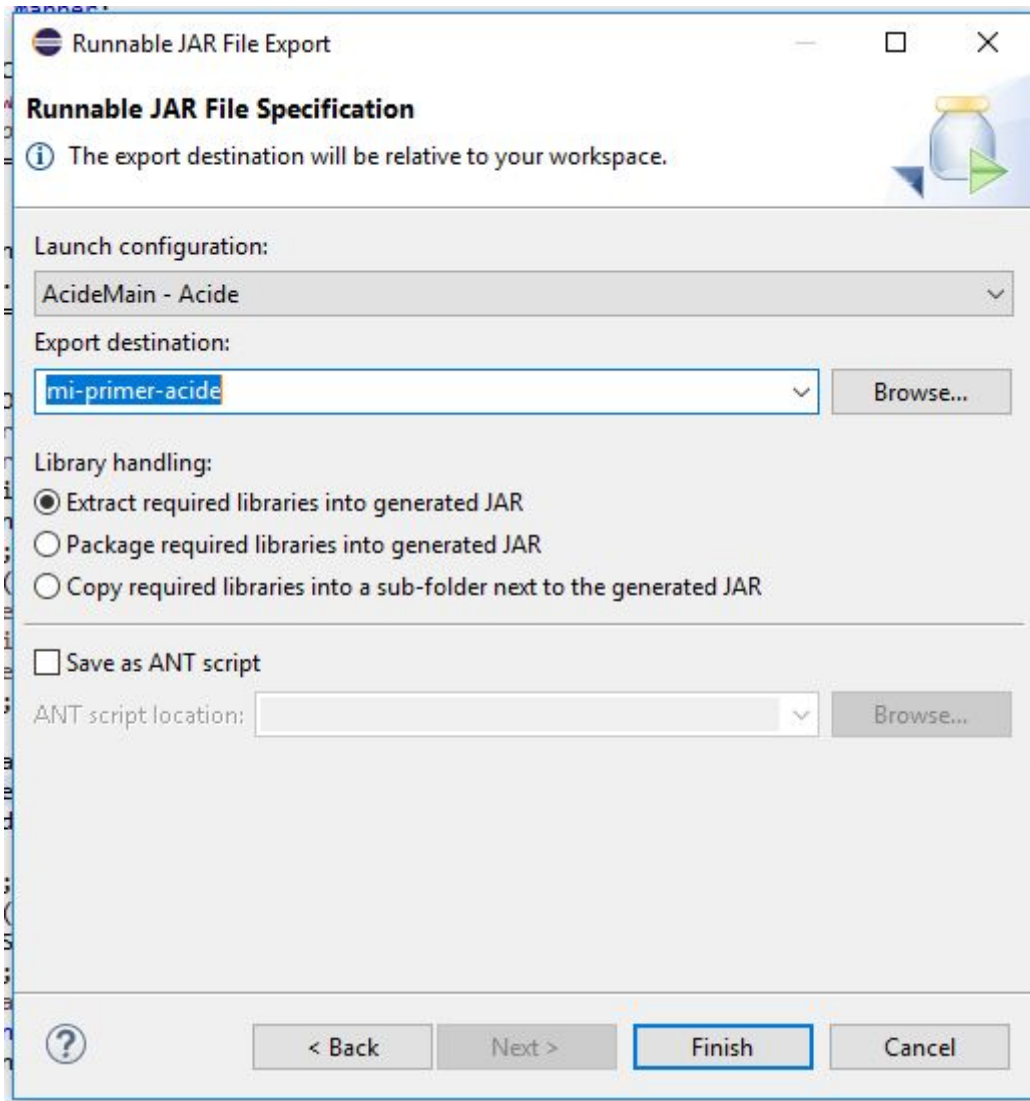 manner:
Runnable JAR File Export
Runnable JAR File Specification
The export destination will be relative to your workspace.
Launch configuration:
AcideMain - Acide
Export destination:
mi-primer-acide
Browse...
Library handling:
Extract required libraries into generated JAR
Package required libraries into generated JAR
Copy required libraries into a sub-folder next to the generated JAR
Save as ANT script
ANT script location:
Browse...
? < Back Next > Finish Cancel